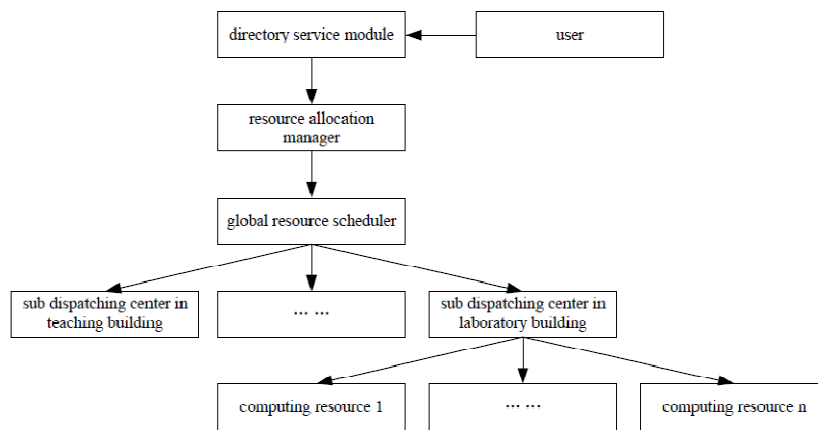 directory service module
user
resource allocation
manager
global resource scheduler
sub dispatching center in
teaching building
... ...
sub dispatching center in
laboratory building
computing resource 1
... ...
computing resource n